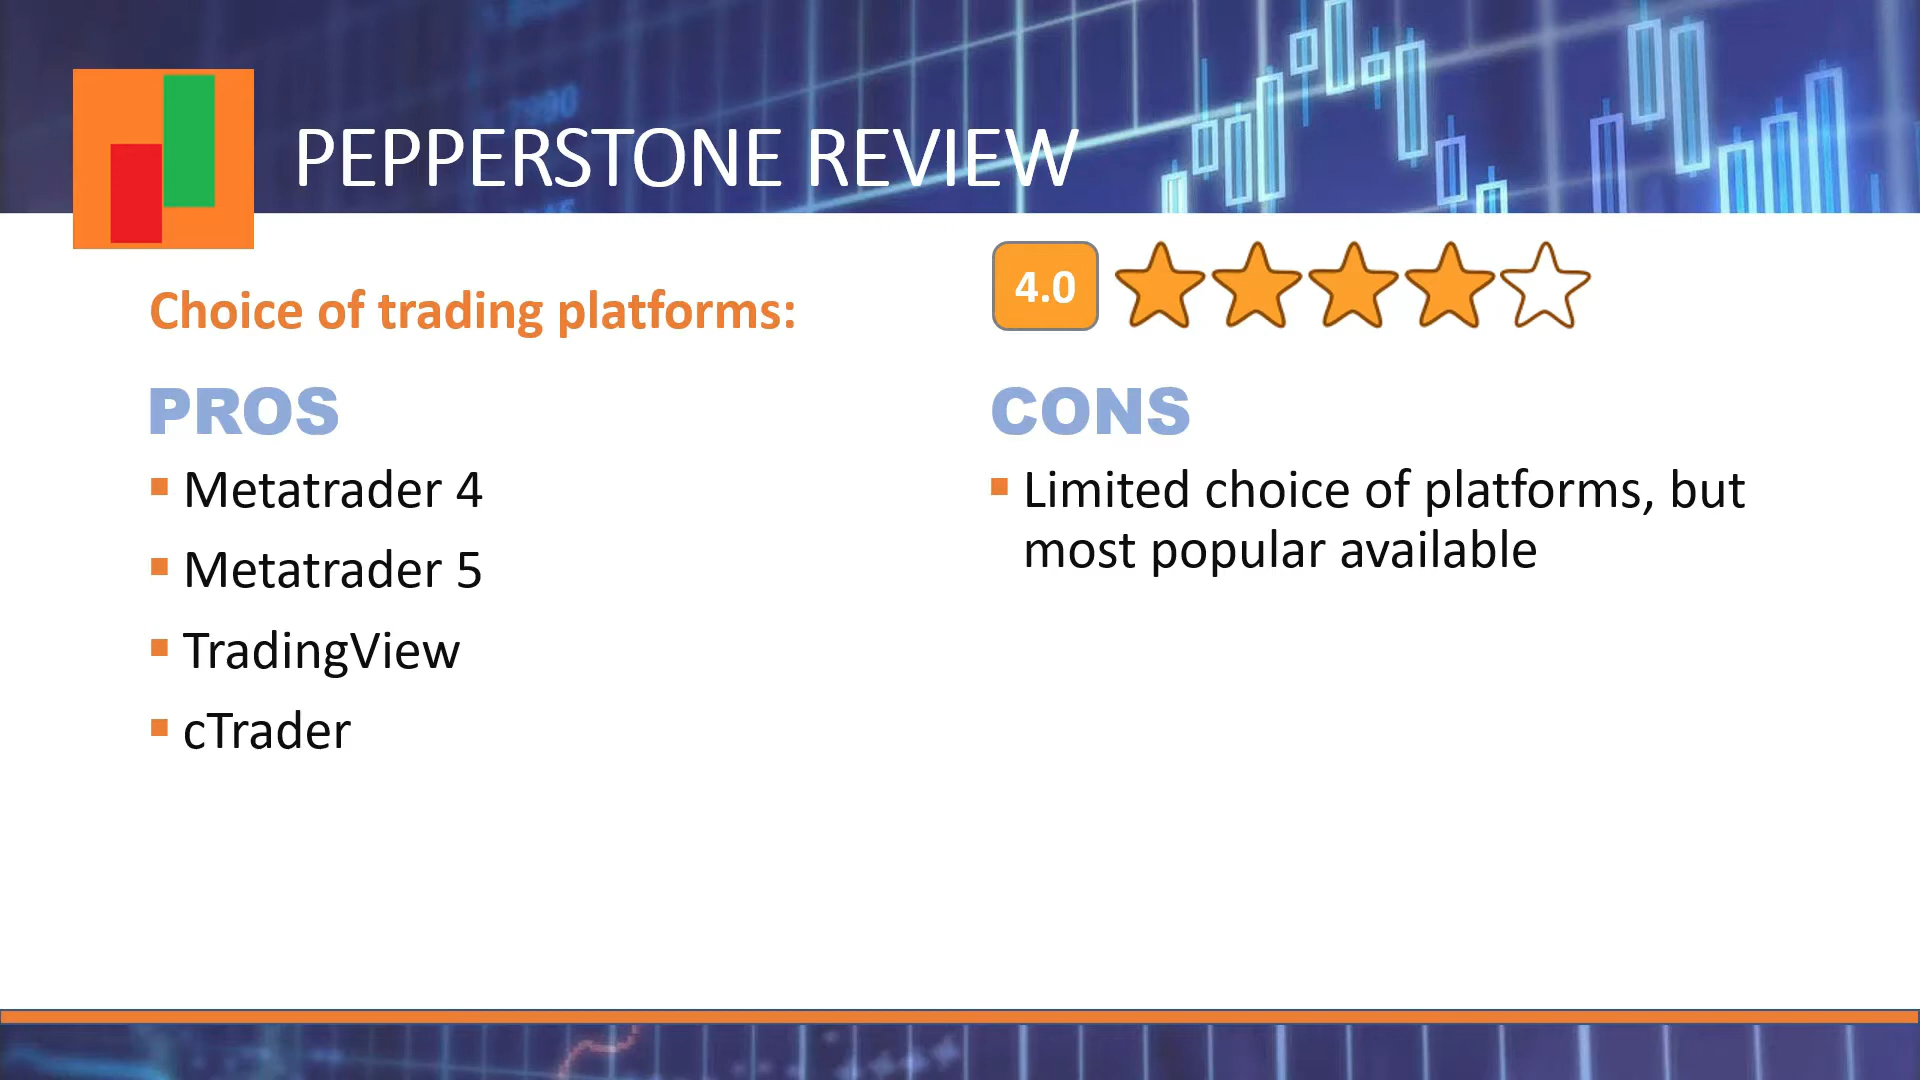 PEPPERSTONE REVIEW
Choice of trading platforms:
4.0
PROS
Metatrader 4
Metatrader 5
TradingView
cTrader
CONS
Limited choice of platforms, but
most popular available